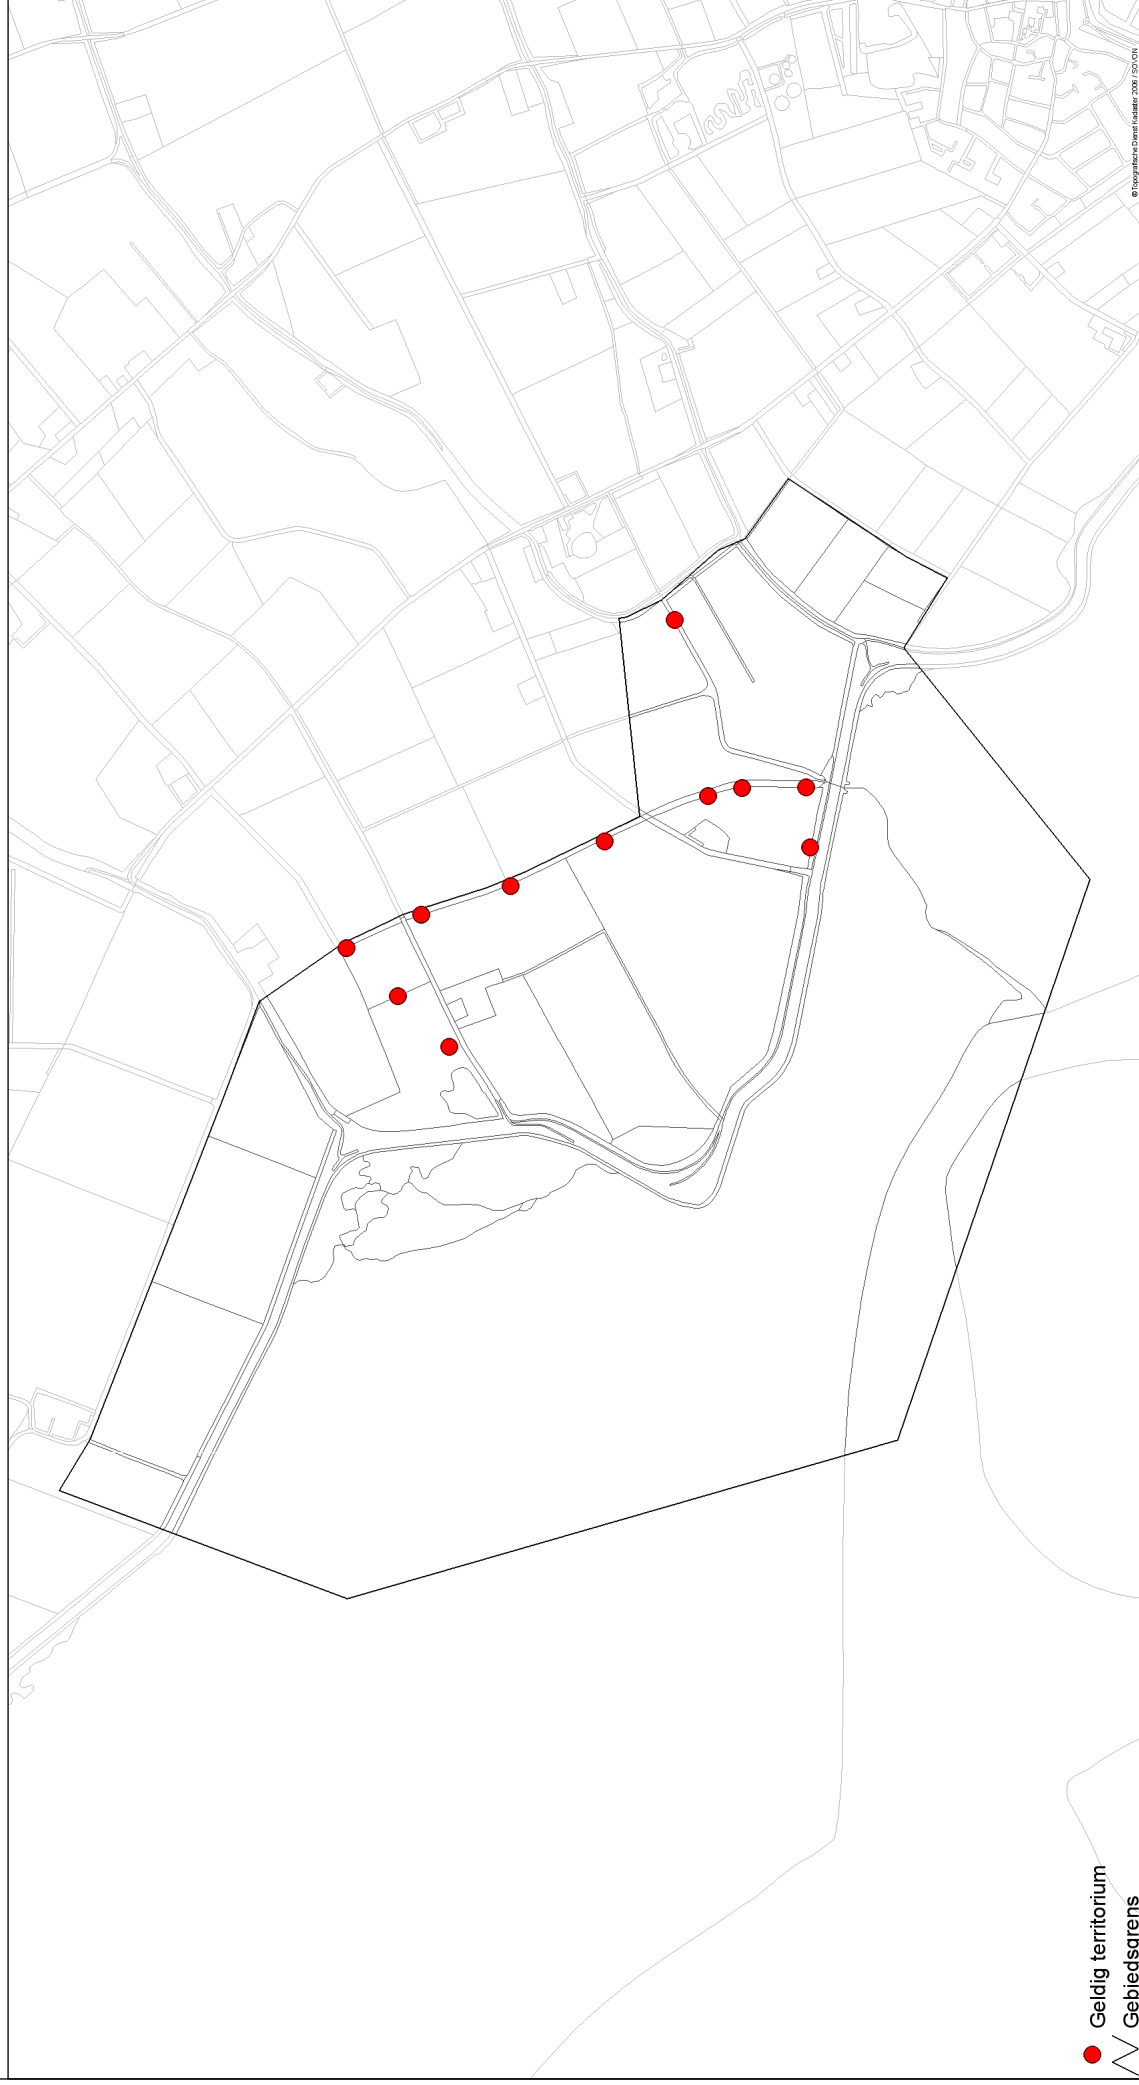 © Topografische Dienst Kadaster 2006 / SOVON
Geldig territorium
Gebiedsgrens